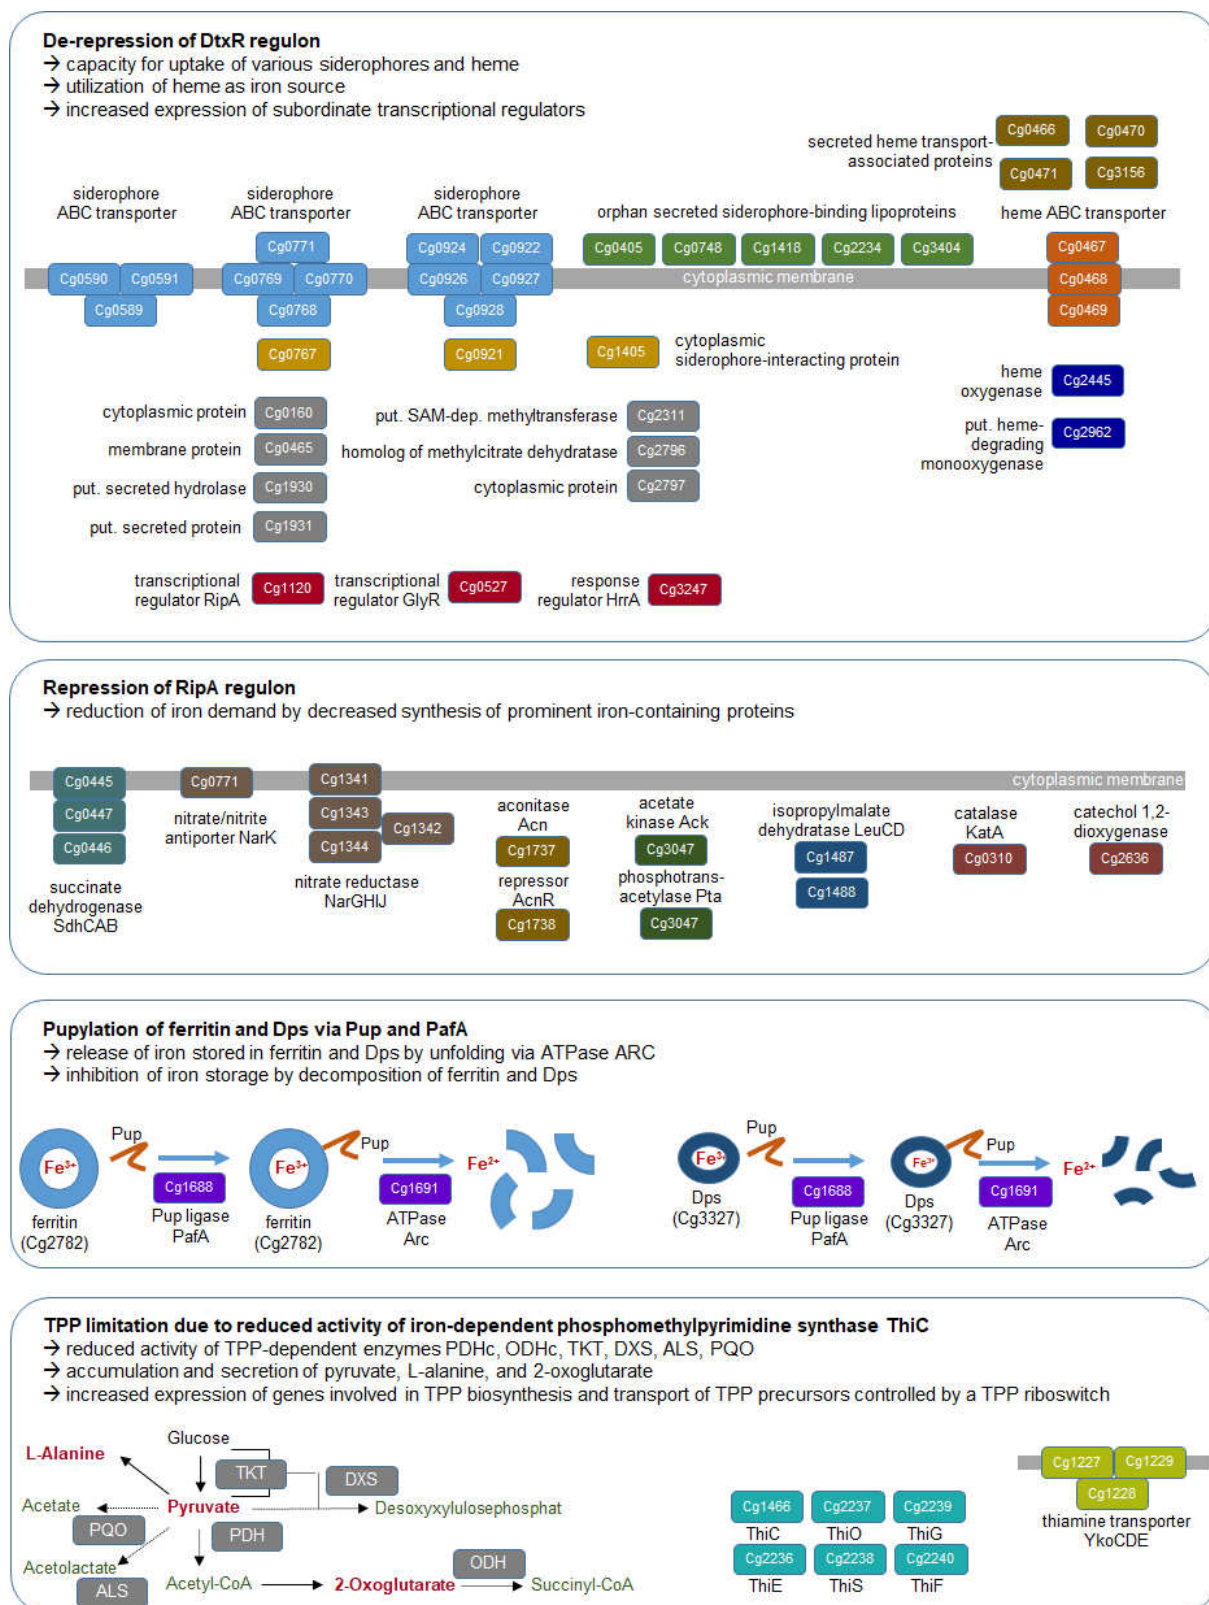 De-repression of DtxR regulon
→ capacity for uptake of various siderophores and heme
→ utilization of heme as iron source
→ increased expression of subordinate transcriptional regulators
secreted heme transport-
associated proteins
Cg0466
Cg0470
Cg0471
Cg3156
siderophore
ABC transporter
siderophore
ABC transporter
siderophore
ABC transporter
orphan secreted siderophore-binding lipoproteins
heme ABC transporter
Cg0771
Cg0924
Cg0922
Cg0405
Cg0748
Cg1418
Cg2234
Cg3404
Cg0467
Cg0590
Cg0591
Cg0769
Cg0770
Cg0926
Cg0927
cytoplasmic membrane
Cg0468
Cg0589
Cg0768
Cg0928
Cg0469
Cg0767
Cg0921
Cg1405
cytoplasmic
siderophore-interacting protein
heme
oxygenase
Cg2445
put. heme-
degrading
monooxygenase
Cg2962
cytoplasmic protein
Cg0160
put. SAM-dep. methyltransferase
Cg2311
membrane protein
Cg0465
homolog of methylcitrate dehydratase
Cg2796
put. secreted hydrolase
Cg1930
cytoplasmic protein
Cg2797
put. secreted protein
Cg1931
transcriptional
regulator RipA
Cg1120
transcriptional
regulator GlyR
Cg0527
response
regulator HrrA
Cg3247
Repression of RipA regulon
→ reduction of iron demand by decreased synthesis of prominent iron-containing proteins
cytoplasmic membrane
Cg0445
Cg0447
Cg0446
succinate
dehydrogenase
SdhCAB
Cg0771
nitrate/nitrite
antiporter NarK
Cg1341
Cg1343
Cg1342
Cg1344
nitrate reductase
NarGHIJ
aconitase
Acn
Cg1737
repressor
AcnR
Cg1738
acetate
kinase Ack
Cg3047
phosphotrans-
acetylase Pta
Cg3047
isopropylmalate
dehydratase LeuCD
Cg1487
Cg1488
catalase
KatA
Cg0310
catechol 1,2-
dioxygenase
Cg2636
Pupylation of ferritin and Dps via Pup and PafA
→ release of iron stored in ferritin and Dps by unfolding via ATPase ARC
→ inhibition of iron storage by decomposition of ferritin and Dps
Fe³⁺
ferritin
(Cg2782)
Pup
Cg1688
Pup ligase
PafA
Fe³⁺
Pup
ferritin
(Cg2782)
Cg1691
ATPase
Arc
Fe²⁺
Fe³⁺
Dps
(Cg3327)
Pup
Cg1688
Pup ligase
PafA
Fe³⁺
Pup
Dps
(Cg3327)
Cg1691
ATPase
Arc
Fe²⁺
TPP limitation due to reduced activity of iron-dependent phosphomethylpyrimidine synthase ThiC
→ reduced activity of TPP-dependent enzymes PDHc, ODHc, TKT, DXS, ALS, PQO
→ accumulation and secretion of pyruvate, L-alanine, and 2-oxoglutarate
→ increased expression of genes involved in TPP biosynthesis and transport of TPP precursors controlled by a TPP riboswitch
Glucose
L-Alanine
TKT
DXS
Acetate
Pyruvate
Desoxyxylulosephosphat
PQO
PDH
Acetolactate
ALS
Acetyl-CoA
2-Oxoglutarate
ODH
Succinyl-CoA
Cg1466
Cg2237
Cg2239
ThiC
ThiO
ThiG
Cg2236
Cg2238
Cg2240
ThiE
ThiS
ThiF
Cg1227
Cg1229
Cg1228
thiamine transporter
YkoCDE